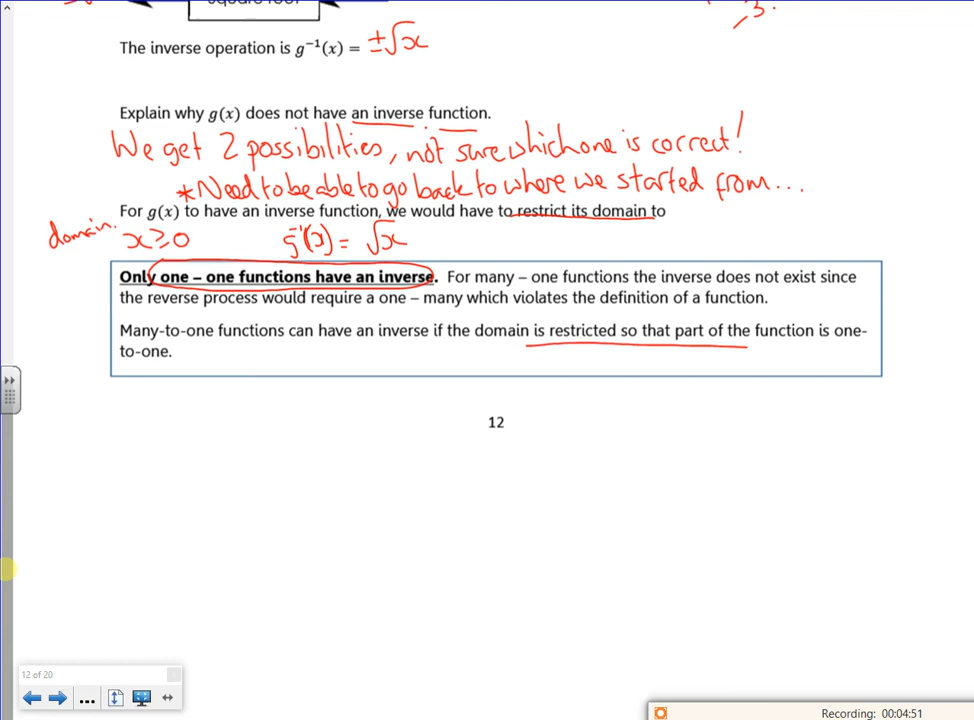 square root
3.
The inverse operation is g⁻¹(x) = ±√x
Explain why g(x) does not have an inverse function.
We get 2 possibilities, not sure which one is correct!
*Need to be able to go back to where we started from...
For g(x) to have an inverse function, we would have to restrict its domain to
domain. x ≥ 0 g⁻¹(x) = √x
Only one – one functions have an inverse. For many – one functions the inverse does not exist since
the reverse process would require a one – many which violates the definition of a function.
Many-to-one functions can have an inverse if the domain is restricted so that part of the function is one-
to-one.
12
12 of 20
...
Recording: 00:04:51